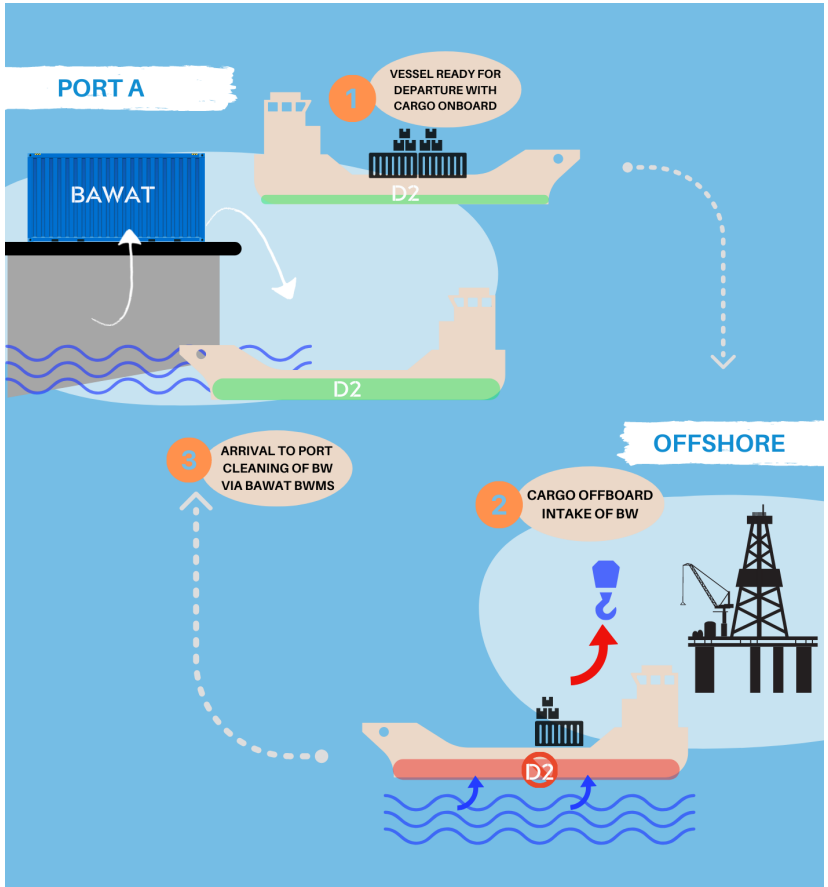 PORT A
1
VESSEL READY FOR
DEPARTURE WITH
CARGO ONBOARD
BAWAT
D2
D2
3
ARRIVAL TO PORT
CLEANING OF BW
VIA BAWAT BWMS
OFFSHORE
2
CARGO OFFBOARD
INTAKE OF BW
D2